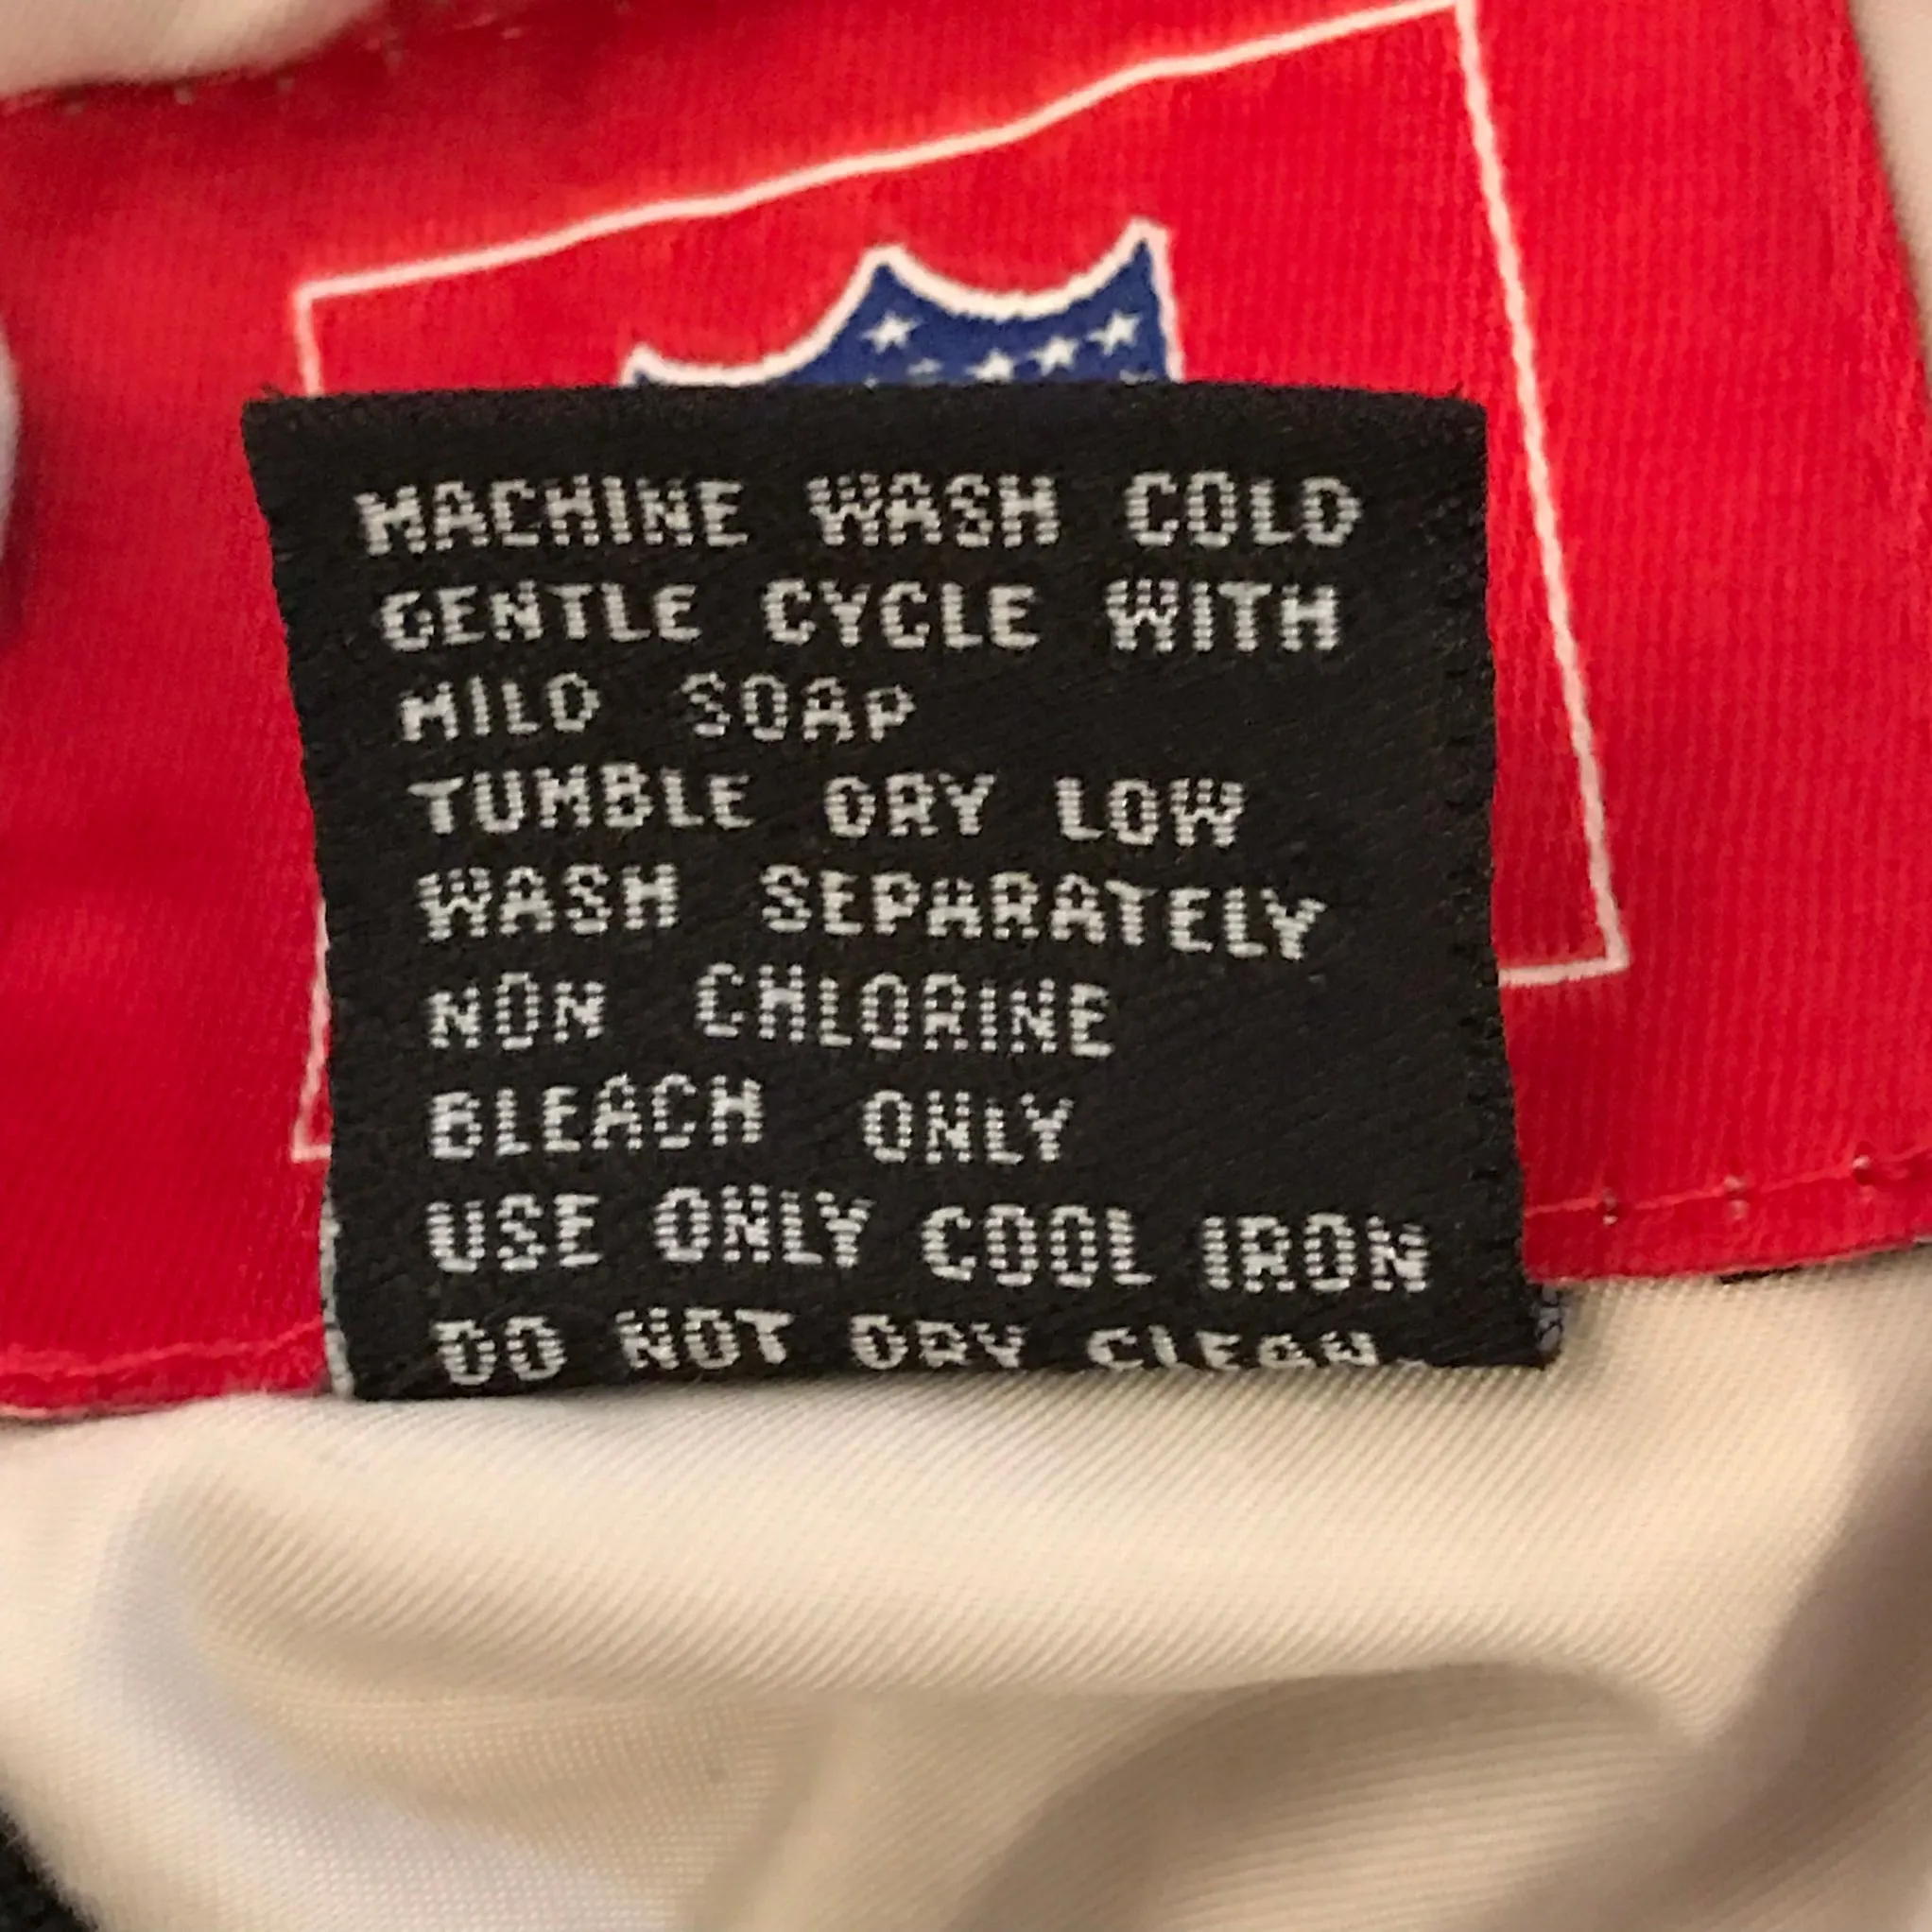 MACHINE WASH COLD
GENTLE CYCLE WITH
MILD SOAP
TUMBLE DRY LOW
WASH SEPARATELY
NON CHLORINE
BLEACH ONLY
USE ONLY COOL IRON
DO NOT DRY CLEAN